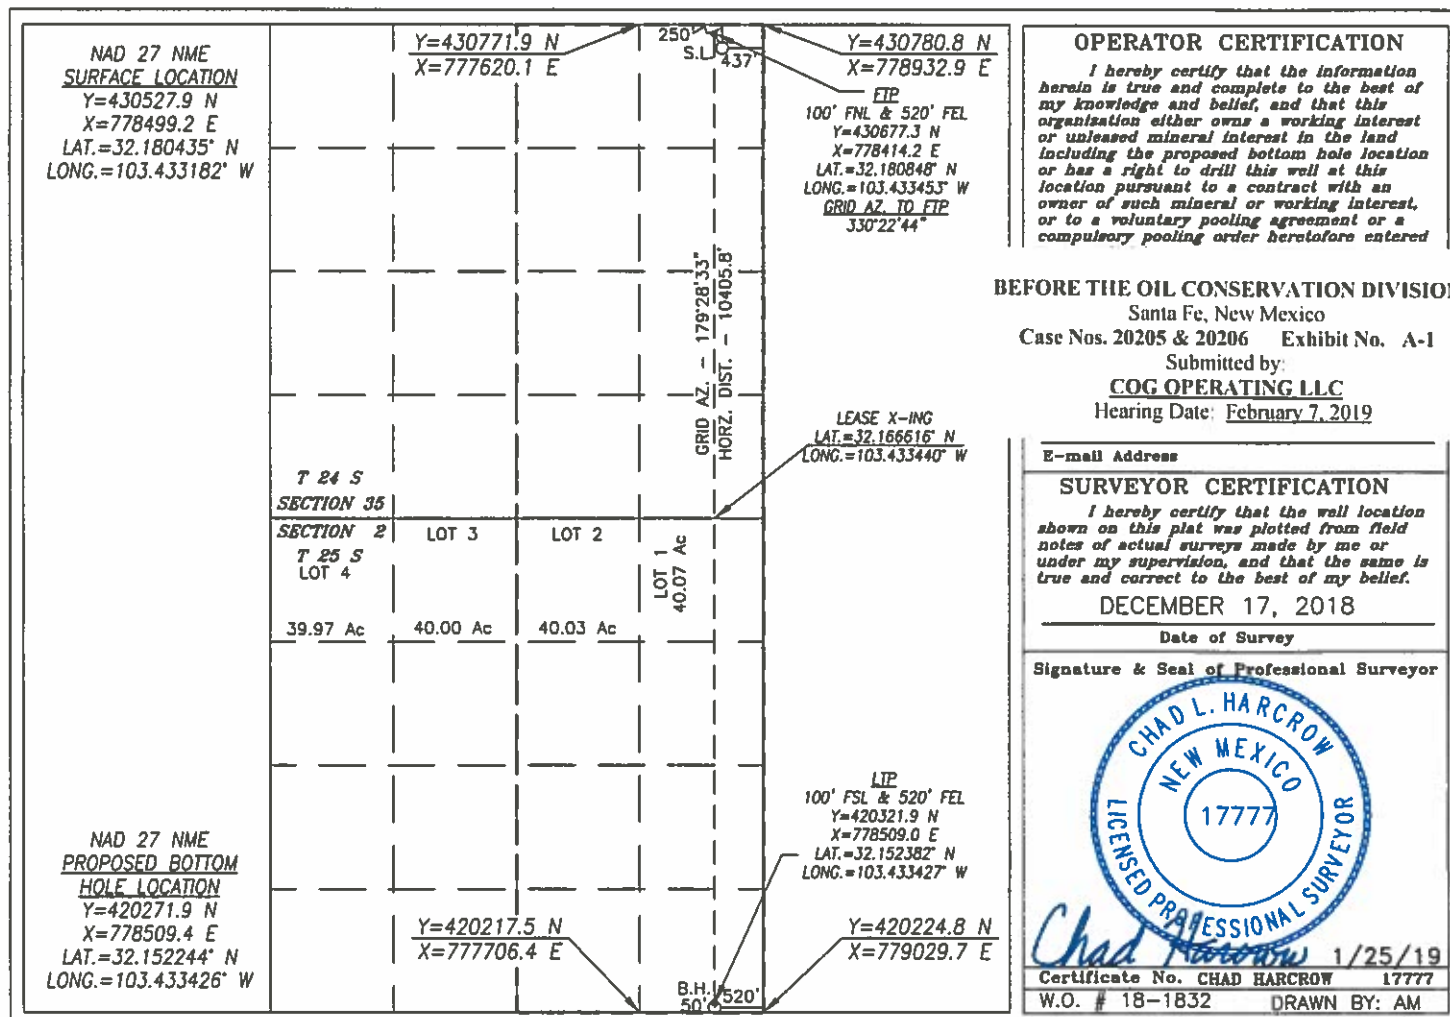 NAD 27 NME
SURFACE LOCATION
Y=430527.9 N
X=778499.2 E
LAT.=32.180435° N
LONG.=103.433182° W
Y=430771.9 N
X=777620.1 E
250'
S.L.
437'
Y=430780.8 N
X=778932.9 E
FTP
100' FNL & 520' FEL
Y=430677.3 N
X=778414.2 E
LAT.=32.180848° N
LONG.=103.433453° W
GRID AZ. TO FTP
330°22'44"
GRID AZ. - 179°28'33"
HORZ. DIST. - 10405.8'
LEASE X-ING
LAT.=32.166616° N
LONG.=103.433440° W
T 24 S
SECTION 35
SECTION 2
T 25 S
LOT 4
LOT 3
LOT 2
LOT 1
40.07 Ac
39.97 Ac
40.00 Ac
40.03 Ac
LTP
100' FSL & 520' FEL
Y=420321.9 N
X=778509.0 E
LAT.=32.152382° N
LONG.=103.433427° W
NAD 27 NME
PROPOSED BOTTOM
HOLE LOCATION
Y=420271.9 N
X=778509.4 E
LAT.=32.152244° N
LONG.=103.433426° W
Y=420217.5 N
X=777706.4 E
B.H.
50'
520'
Y=420224.8 N
X=779029.7 E
OPERATOR CERTIFICATION
I hereby certify that the information
herein is true and complete to the best of
my knowledge and belief, and that this
organization either owns a working interest
or unleased mineral interest in the land
including the proposed bottom hole location
or has a right to drill this well at this
location pursuant to a contract with an
owner of such mineral or working interest,
or to a voluntary pooling agreement or a
compulsory pooling order heretofore entered
BEFORE THE OIL CONSERVATION DIVISIO
Santa Fe, New Mexico
Case Nos. 20205 & 20206 Exhibit No. A-1
Submitted by:
COG OPERATING LLC
Hearing Date: February 7, 2019
E-mail Address
SURVEYOR CERTIFICATION
I hereby certify that the well location
shown on this plat was plotted from field
notes of actual surveys made by me or
under my supervision, and that the same is
true and correct to the best of my belief.
DECEMBER 17, 2018
Date of Survey
Signature & Seal of Professional Surveyor
CHAD L. HARCROW
NEW MEXICO
17777
LICENSED PROFESSIONAL SURVEYOR
Chad Harcrow 1/25/19
Certificate No. CHAD HARCROW 17777
W.O. # 18-1832 DRAWN BY: AM